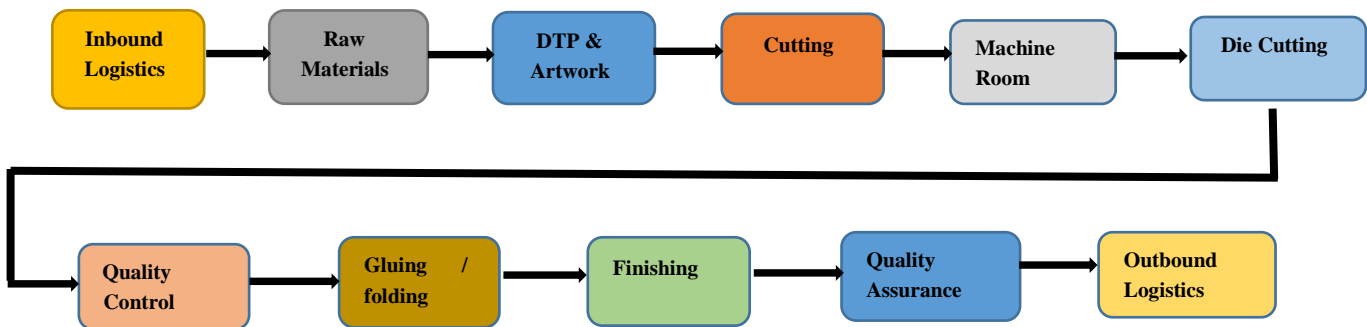 Inbound
Logistics
Raw
Materials
DTP &
Artwork
Cutting
Machine
Room
Die Cutting
Quality
Control
Gluing /
folding
Finishing
Quality
Assurance
Outbound
Logistics